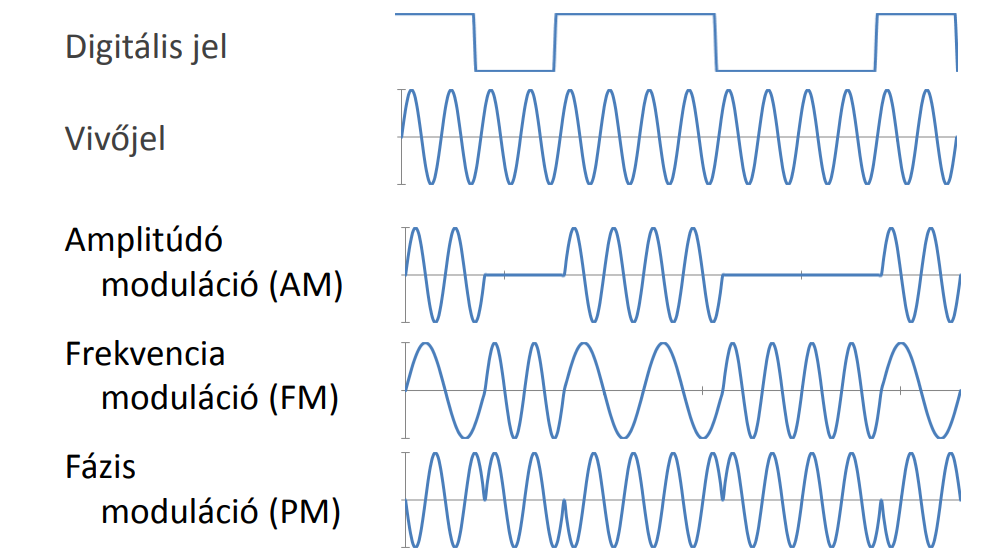 Digitális jel
Vivőjel
Amplitúdó
moduláció (AM)
Frekvencia
moduláció (FM)
Fázis
moduláció (PM)